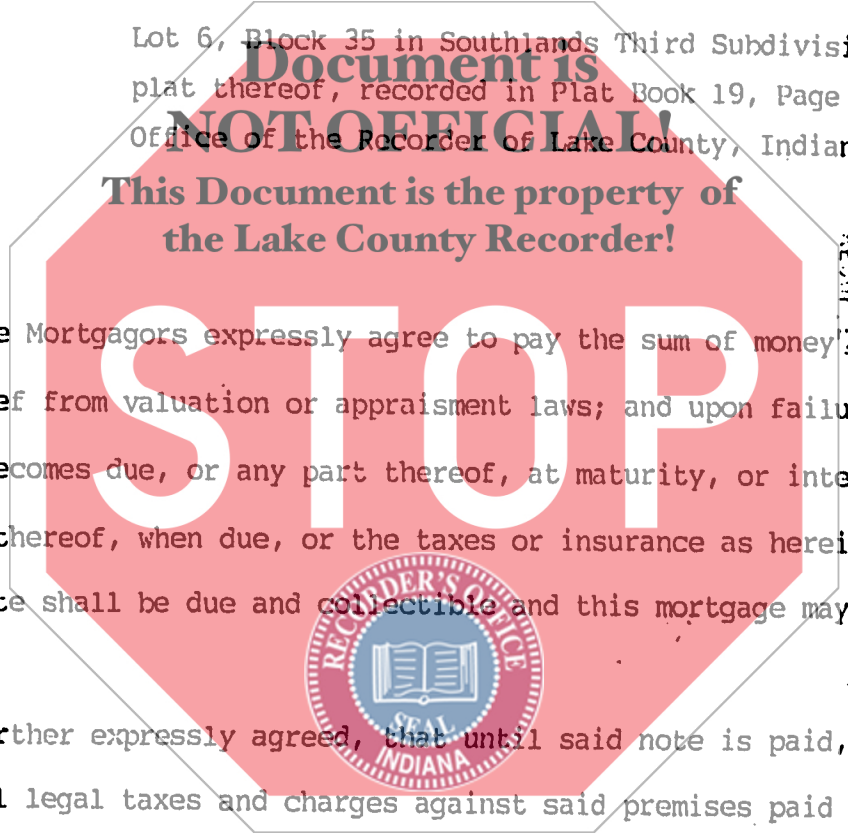 Lot 6, Block 35 in Southlands Third Subdivisi
Document is
plat thereof, recorded in Plat Book 19, Page
NOT OFFICIAL!
Office of the Recorder of Lake County, Indian
This Document is the property of
the Lake County Recorder!
e Mortgagors expressly agree to pay the sum of money
ef from valuation or appraisment laws; and upon failu
STOP
ecomes due, or any part thereof, at maturity, or inte
thereof, when due, or the taxes or insurance as herei
te shall be due and collectible and this mortgage may
RECORDER'S OFFICE
SEAL
INDIANA
rther expressly agreed, that until said note is paid,
l legal taxes and charges against said premises paid